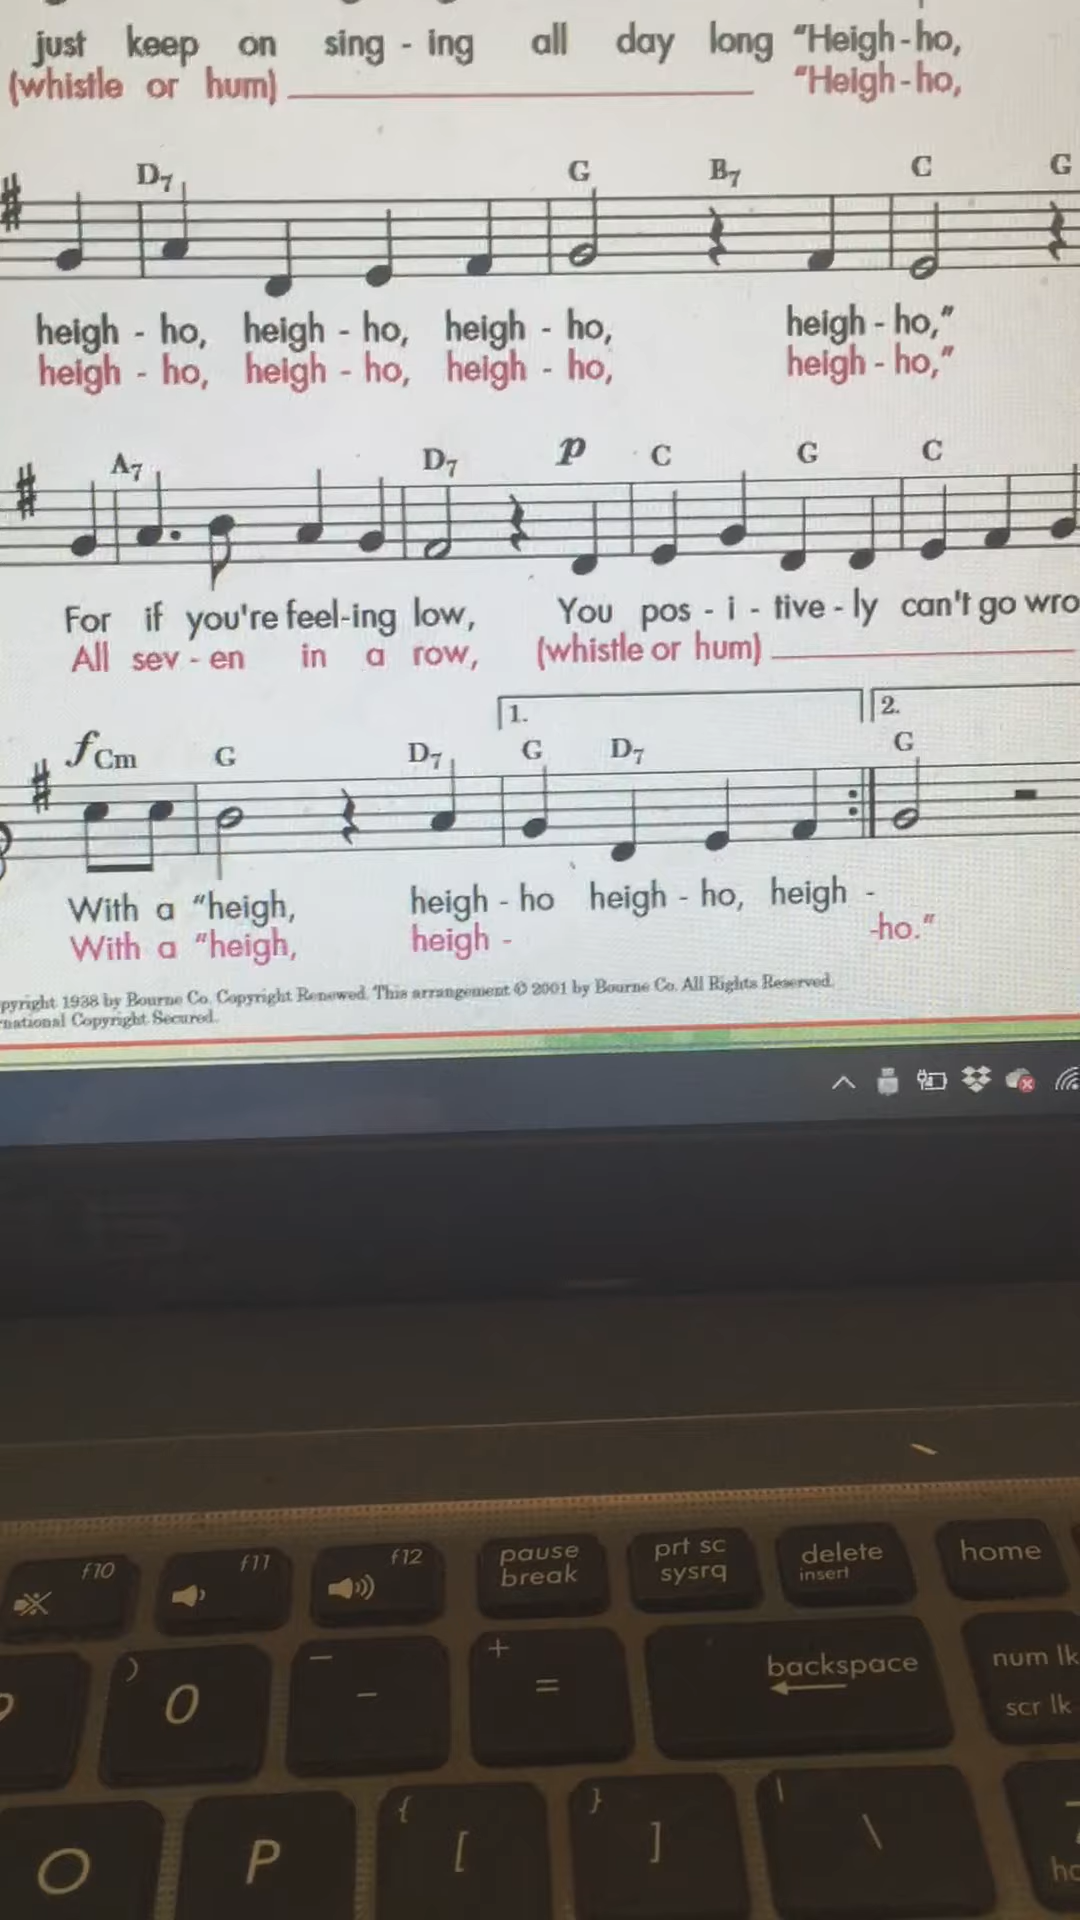 just keep on sing - ing all day long “Heigh - ho,
(whistle or hum) “Heigh - ho,
D7 G B7 C G
heigh - ho, heigh - ho, heigh - ho, heigh - ho,”
heigh - ho, heigh - ho, heigh - ho, heigh - ho,”
A7 D7 p C G C
For if you're feel-ing low, You pos - i - tive - ly can't go wro
All sev - en in a row, (whistle or hum)
1. 2.
f Cm G D7 G D7 G
With a “heigh, heigh - ho heigh - ho, heigh -
With a “heigh, heigh - -ho.”
pyright 1938 by Bourne Co. Copyright Renewed. This arrangement © 2001 by Bourne Co. All Rights Reserved.
rnational Copyright Secured.
f10 f11 f12 pause break prt sc sysrq delete insert home
) 0 — - + = backspace num lk scr lk
O P { [ } ] | \